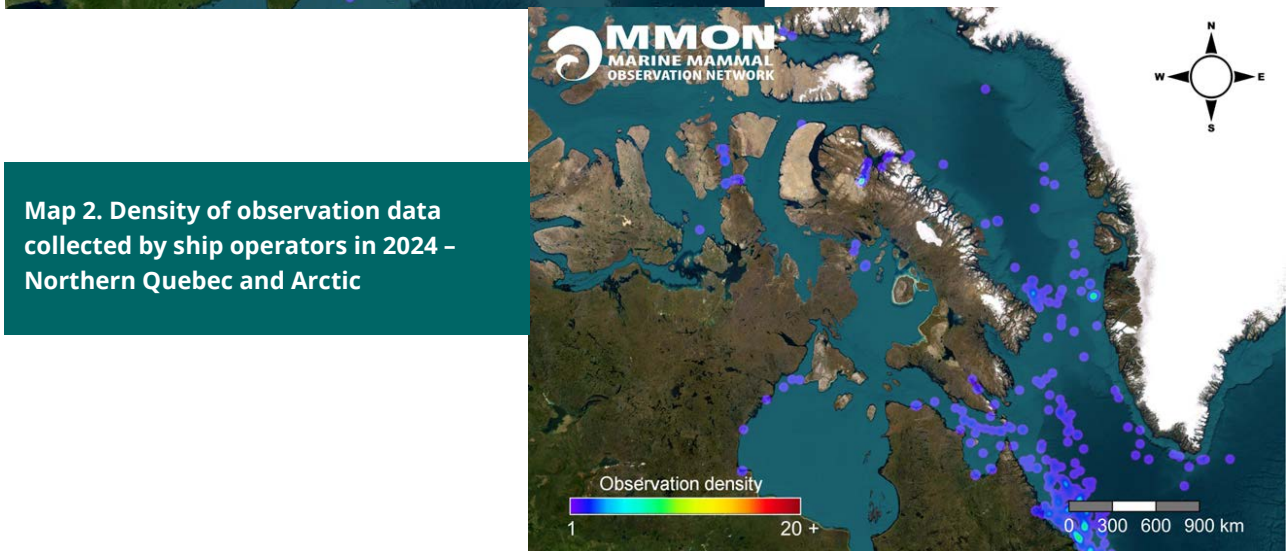 Map 2. Density of observation data
collected by ship operators in 2024 –
Northern Quebec and Arctic
MMON
MARINE MAMMAL
OBSERVATION NETWORK
N
W
E
S
Observation density
1
20 +
0 300 600 900 km